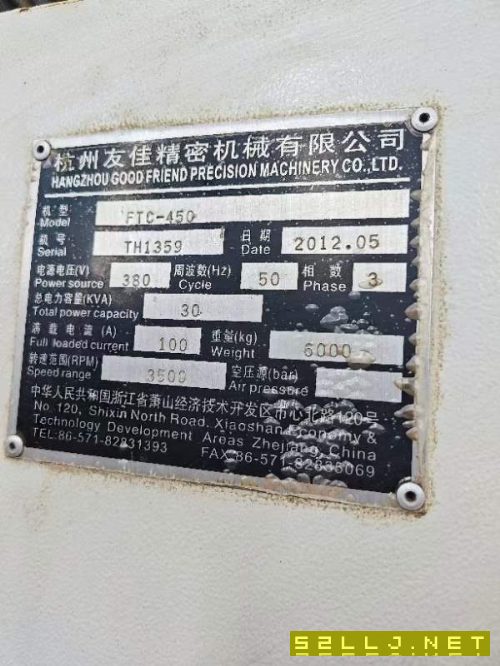 杭州友佳精密机械有限公司
HANGZHOU GOOD FRIEND PRECISION MACHINERY CO., LTD.
机型 Model FTC-450
机号 Serial TH1359 日期 Date 2012.05
电源电压(V) Power source 380 周波数(Hz) Cycle 50 相数 Phase 3
总电力容量(KVA) Total power capacity 30
满载电流(A) Full loaded current 100 重量(kg) Weight 6000
转速范围(RPM) Speed range 3500 空压源(bar) Air pressure
中华人民共和国浙江省萧山经济技术开发区市心北路120号
No.120, Shixin North Road, Xiaoshan Economy &
Technology Development Areas Zhejiang, China
TEL:86-571-82831393 FAX:86-571-82835069
52LLJ.NET